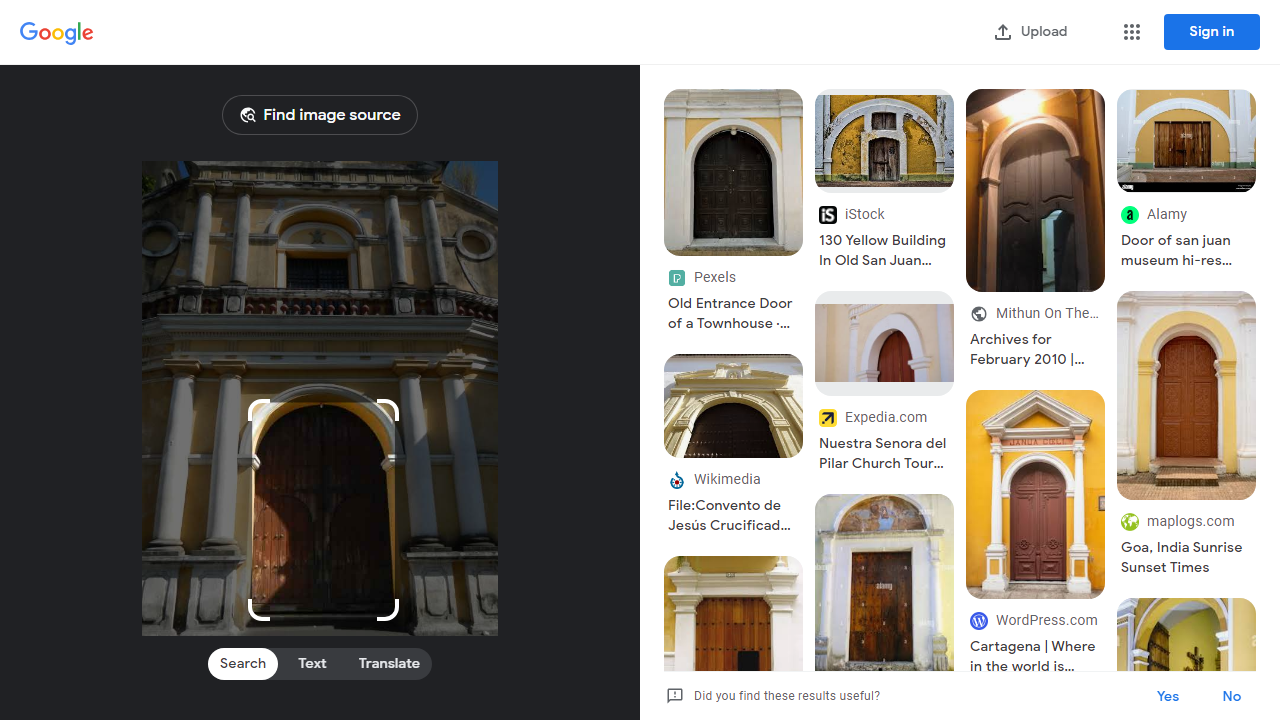 Google
Upload
Sign in
Find image source
Search
Text
Translate
Pexels
Old Entrance Door
of a Townhouse ·...
Wikimedia
File:Convento de
Jesús Crucificad...
iStock
130 Yellow Building
In Old San Juan...
Expedia.com
Nuestra Senora del
Pilar Church Tour...
Mithun On The...
Archives for
February 2010 |...
WordPress.com
Cartagena | Where
in the world is...
Alamy
Door of san juan
museum hi-res...
maplogs.com
Goa, India Sunrise
Sunset Times
Did you find these results useful?
Yes
No